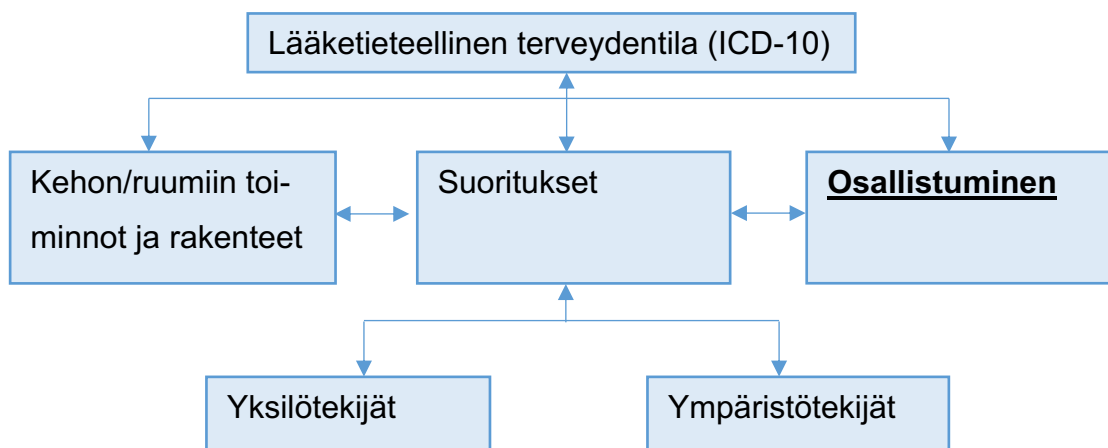 Lääketieteellinen terveydentila (ICD-10)
Kehon/ruumiin toi-
minnot ja rakenteet
Suoritukset
Osallistuminen
Yksilötekijät
Ympäristötekijät